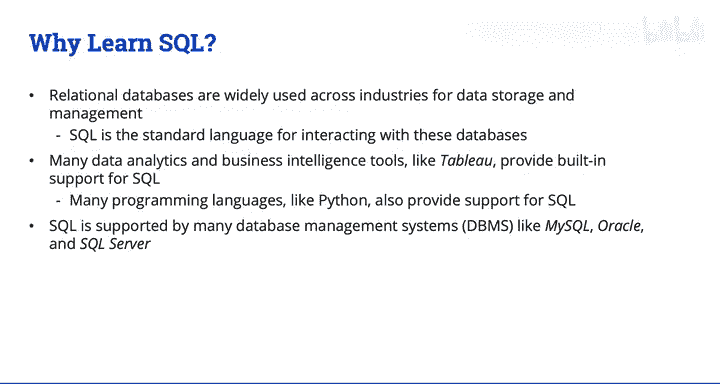 Why Learn SQL?
• Relational databases are widely used across industries for data storage and
management
- SQL is the standard language for interacting with these databases
• Many data analytics and business intelligence tools, like Tableau, provide built-in
support for SQL
- Many programming languages, like Python, also provide support for SQL
• SQL is supported by many database management systems (DBMS) like MySQL, Oracle,
and SQL Server